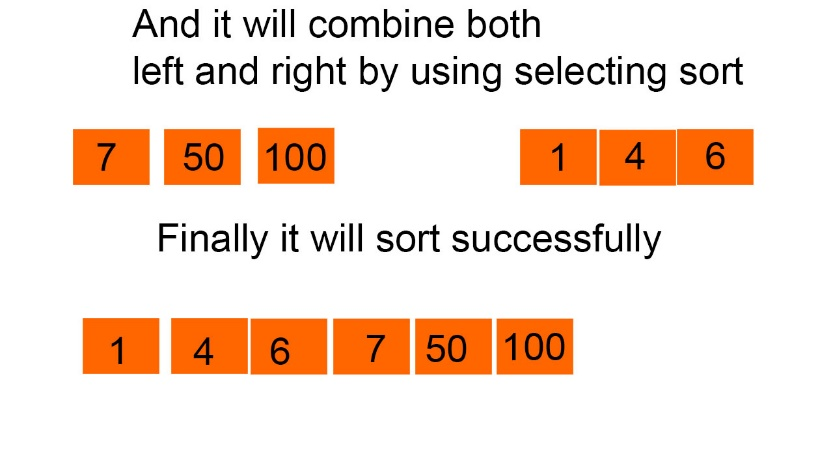 And it will combine both
left and right by using selecting sort
7 50 100 1 4 6
Finally it will sort successfully
1 4 6 7 50 100